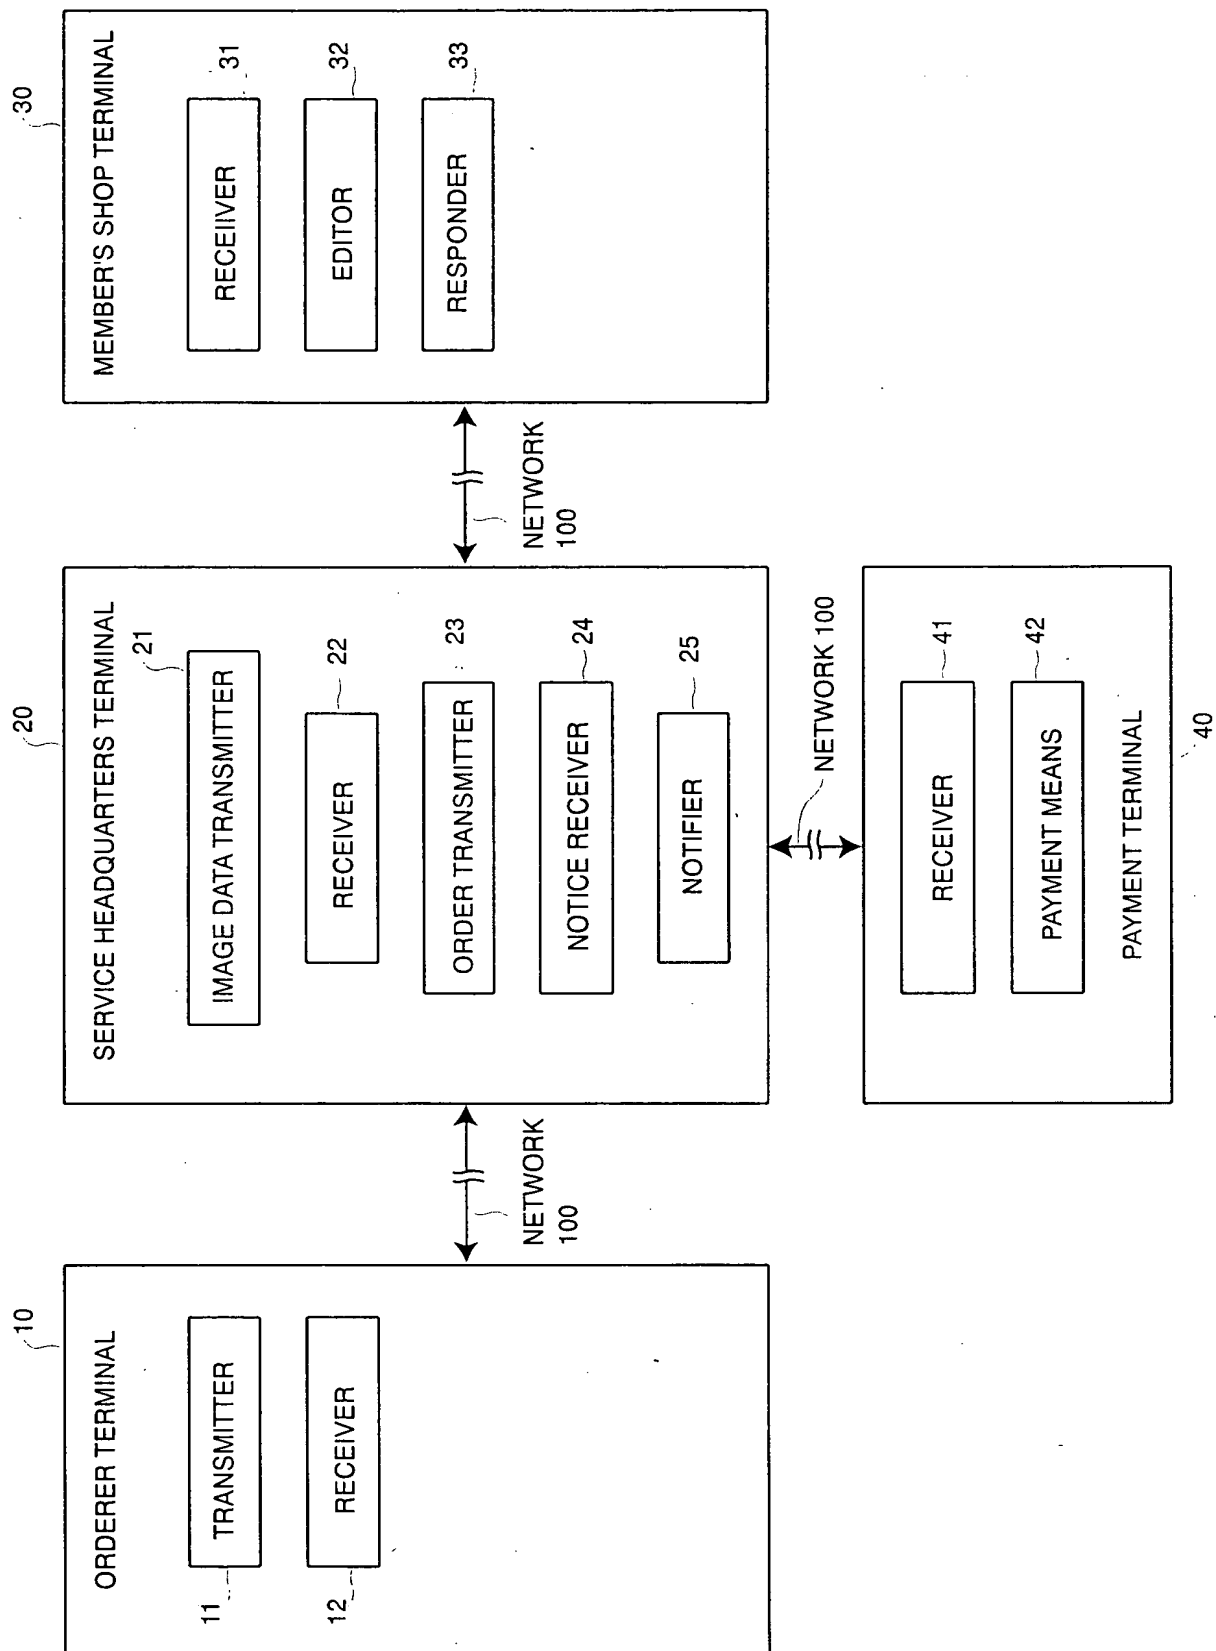 10
ORDERER TERMINAL
11
TRANSMITTER
12
RECEIVER
NETWORK
100
20
SERVICE HEADQUARTERS TERMINAL
21
IMAGE DATA TRANSMITTER
22
RECEIVER
23
ORDER TRANSMITTER
24
NOTICE RECEIVER
25
NOTIFIER
NETWORK
100
30
MEMBER'S SHOP TERMINAL
31
RECEIIVER
32
EDITOR
33
RESPONDER
NETWORK 100
41
RECEIVER
42
PAYMENT MEANS
PAYMENT TERMINAL
40